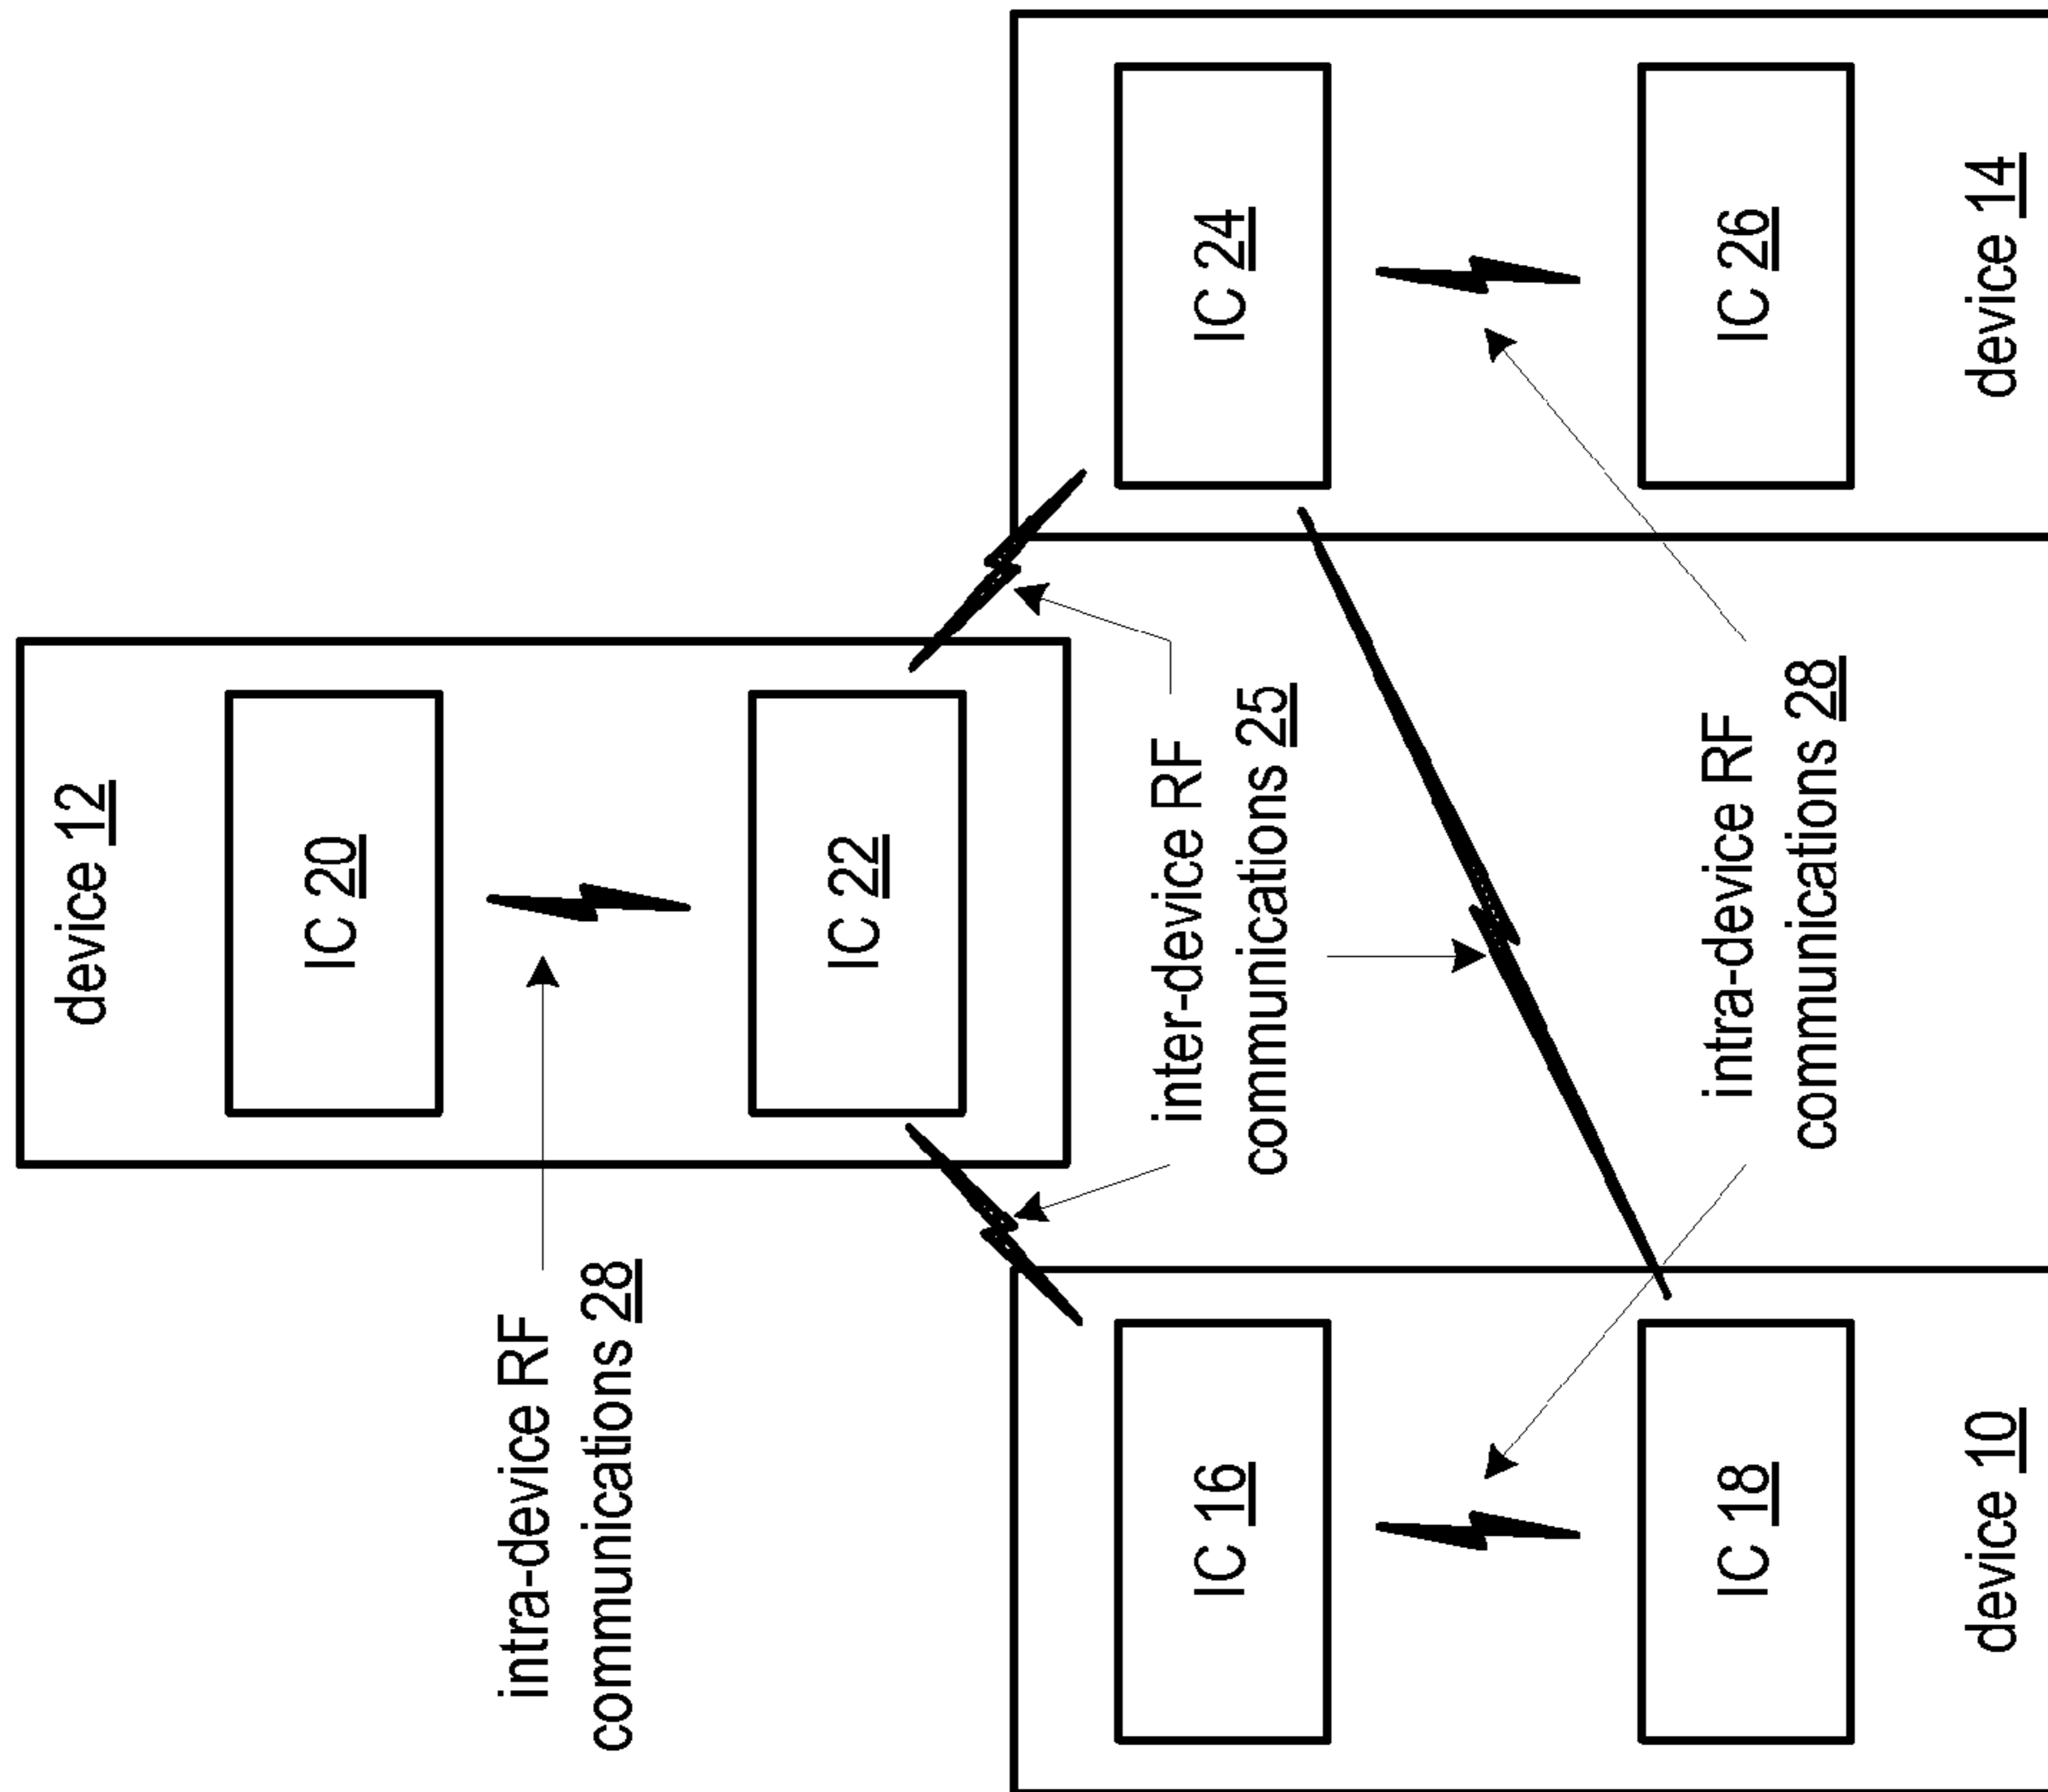 device 12
IC 20
intra-device RF
communications 28
IC 22
inter-device RF
communications 25
IC 16
IC 24
intra-device RF
communications 28
IC 18
IC 26
device 10
device 14